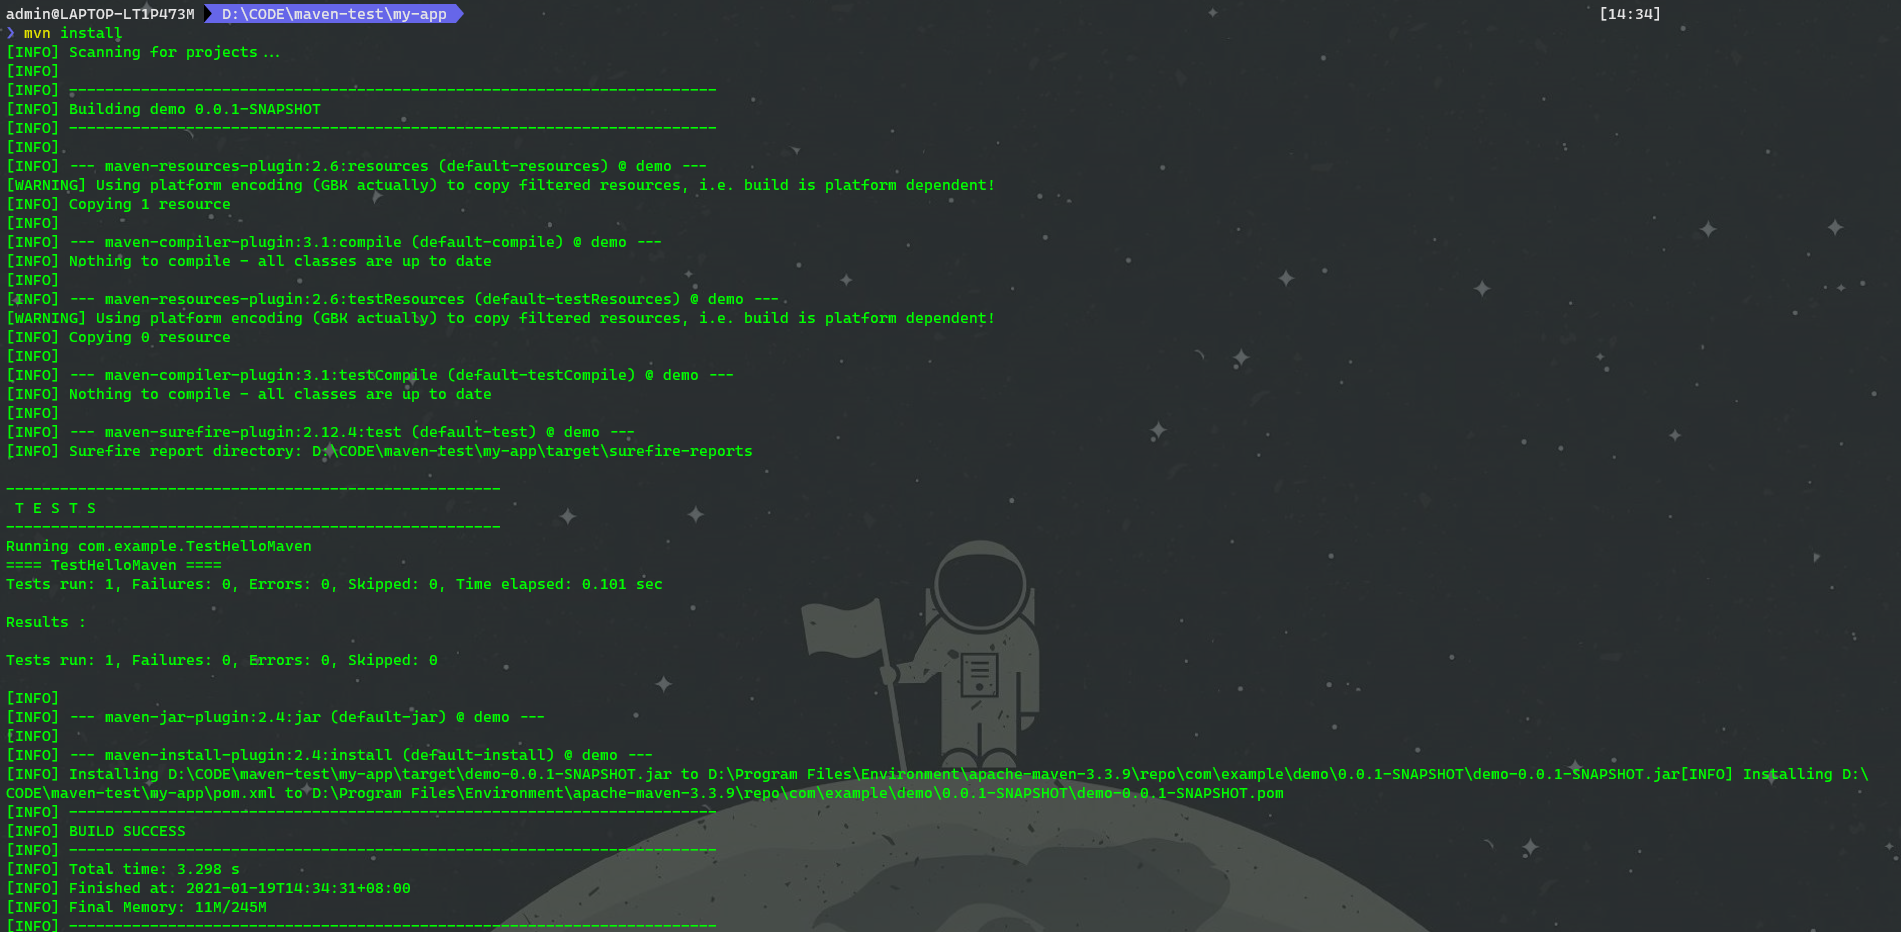 admin@LAPTOP-LT1P473M D:\CODE\maven-test\my-app [14:34]
❯ mvn install
[INFO] Scanning for projects...
[INFO]
[INFO] ------------------------------------------------------------------------
[INFO] Building demo 0.0.1-SNAPSHOT
[INFO] ------------------------------------------------------------------------
[INFO]
[INFO] --- maven-resources-plugin:2.6:resources (default-resources) @ demo ---
[WARNING] Using platform encoding (GBK actually) to copy filtered resources, i.e. build is platform dependent!
[INFO] Copying 1 resource
[INFO]
[INFO] --- maven-compiler-plugin:3.1:compile (default-compile) @ demo ---
[INFO] Nothing to compile - all classes are up to date
[INFO]
[INFO] --- maven-resources-plugin:2.6:testResources (default-testResources) @ demo ---
[WARNING] Using platform encoding (GBK actually) to copy filtered resources, i.e. build is platform dependent!
[INFO] Copying 0 resource
[INFO]
[INFO] --- maven-compiler-plugin:3.1:testCompile (default-testCompile) @ demo ---
[INFO] Nothing to compile - all classes are up to date
[INFO]
[INFO] --- maven-surefire-plugin:2.12.4:test (default-test) @ demo ---
[INFO] Surefire report directory: D:\CODE\maven-test\my-app\target\surefire-reports
-------------------------------------------------------
T E S T S
-------------------------------------------------------
Running com.example.TestHelloMaven
==== TestHelloMaven ====
Tests run: 1, Failures: 0, Errors: 0, Skipped: 0, Time elapsed: 0.101 sec
Results :
Tests run: 1, Failures: 0, Errors: 0, Skipped: 0
[INFO]
[INFO] --- maven-jar-plugin:2.4:jar (default-jar) @ demo ---
[INFO]
[INFO] --- maven-install-plugin:2.4:install (default-install) @ demo ---
[INFO] Installing D:\CODE\maven-test\my-app\target\demo-0.0.1-SNAPSHOT.jar to D:\Program Files\Environment\apache-maven-3.3.9\repo\com\example\demo\0.0.1-SNAPSHOT\demo-0.0.1-SNAPSHOT.jar[INFO] Installing D:\
CODE\maven-test\my-app\pom.xml to D:\Program Files\Environment\apache-maven-3.3.9\repo\com\example\demo\0.0.1-SNAPSHOT\demo-0.0.1-SNAPSHOT.pom
[INFO] ------------------------------------------------------------------------
[INFO] BUILD SUCCESS
[INFO] ------------------------------------------------------------------------
[INFO] Total time: 3.298 s
[INFO] Finished at: 2021-01-19T14:34:31+08:00
[INFO] Final Memory: 11M/245M
[INFO] ------------------------------------------------------------------------